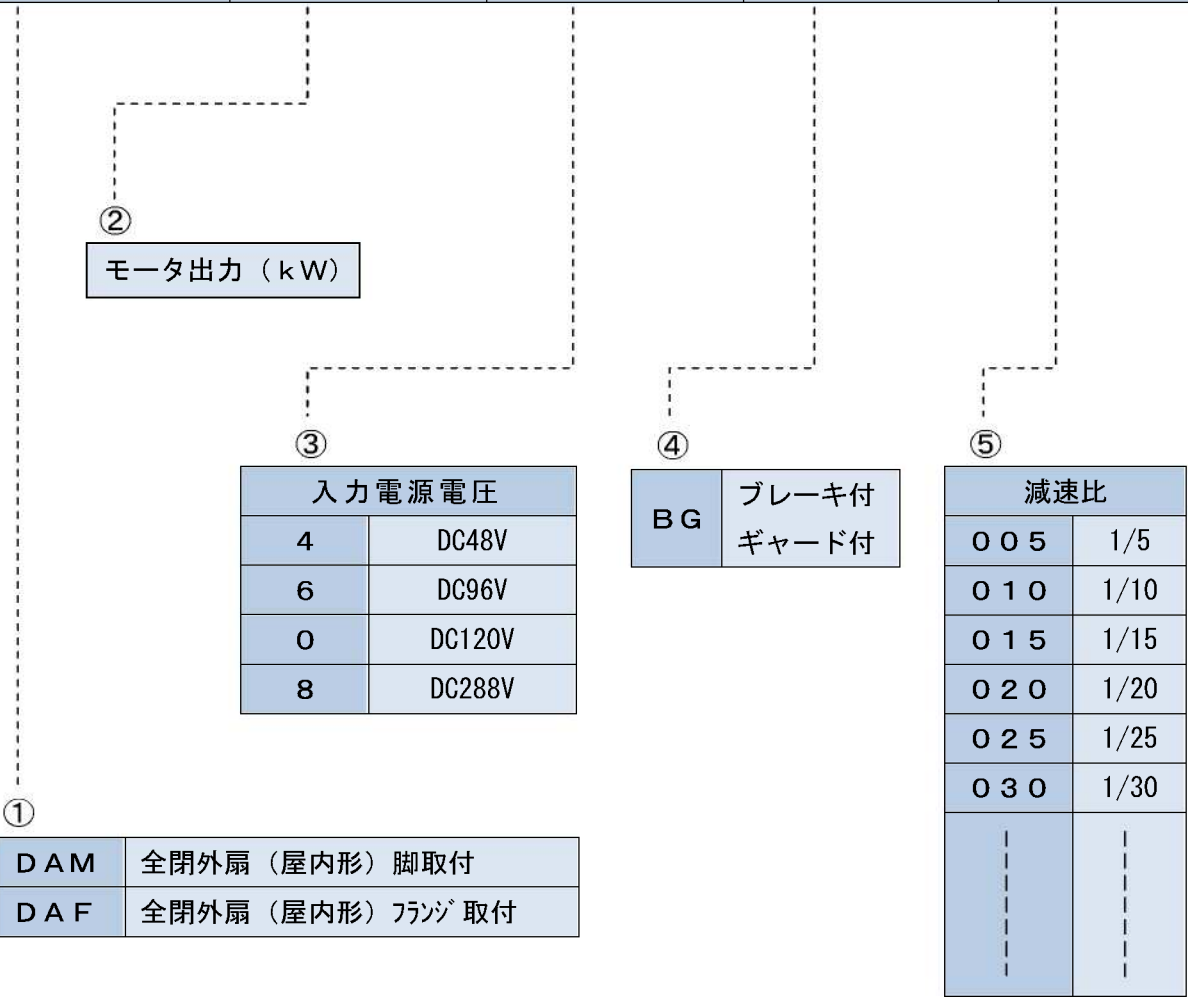 ②
モータ出力（ｋＷ）
③
入力電源電圧
４ DC48V
６ DC96V
０ DC120V
８ DC288V
④
ＢＧ
ブレーキ付
ギャード付
⑤
減速比
００５ 1/5
０１０ 1/10
０１５ 1/15
０２０ 1/20
０２５ 1/25
０３０ 1/30
①
ＤＡＭ 全閉外扇（屋内形）脚取付
ＤＡＦ 全閉外扇（屋内形）ﾌﾗﾝｼﾞ取付